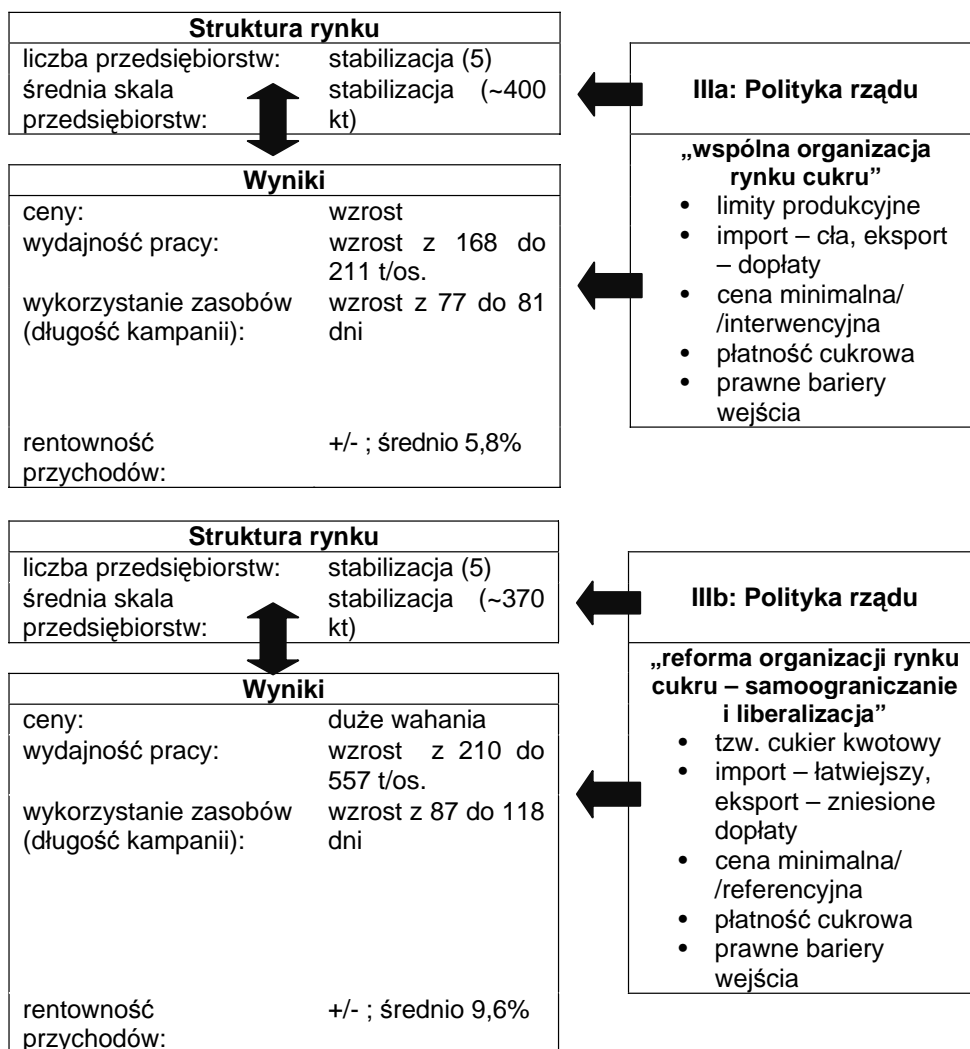 Struktura rynku
liczba przedsiębiorstw: stabilizacja (5)
średnia skala stabilizacja (~400
przedsiębiorstw: kt)
Wyniki
ceny: wzrost
wydajność pracy: wzrost z 168 do
211 t/os.
wykorzystanie zasobów wzrost z 77 do 81
(długość kampanii): dni
rentowność +/- ; średnio 5,8%
przychodów:
IIIa: Polityka rządu
„wspólna organizacja
rynku cukru”
• limity produkcyjne
• import – cła, eksport
– dopłaty
• cena minimalna/
/interwencyjna
• płatność cukrowa
• prawne bariery
wejścia
Struktura rynku
liczba przedsiębiorstw: stabilizacja (5)
średnia skala stabilizacja (~370
przedsiębiorstw: kt)
Wyniki
ceny: duże wahania
wydajność pracy: wzrost z 210 do
557 t/os.
wykorzystanie zasobów wzrost z 87 do 118
(długość kampanii): dni
rentowność +/- ; średnio 9,6%
przychodów:
IIIb: Polityka rządu
„reforma organizacji rynku
cukru – samoograniczanie
i liberalizacja”
• tzw. cukier kwotowy
• import – łatwiejszy,
eksport – zniesione
dopłaty
• cena minimalna/
/referencyjna
• płatność cukrowa
• prawne bariery
wejścia